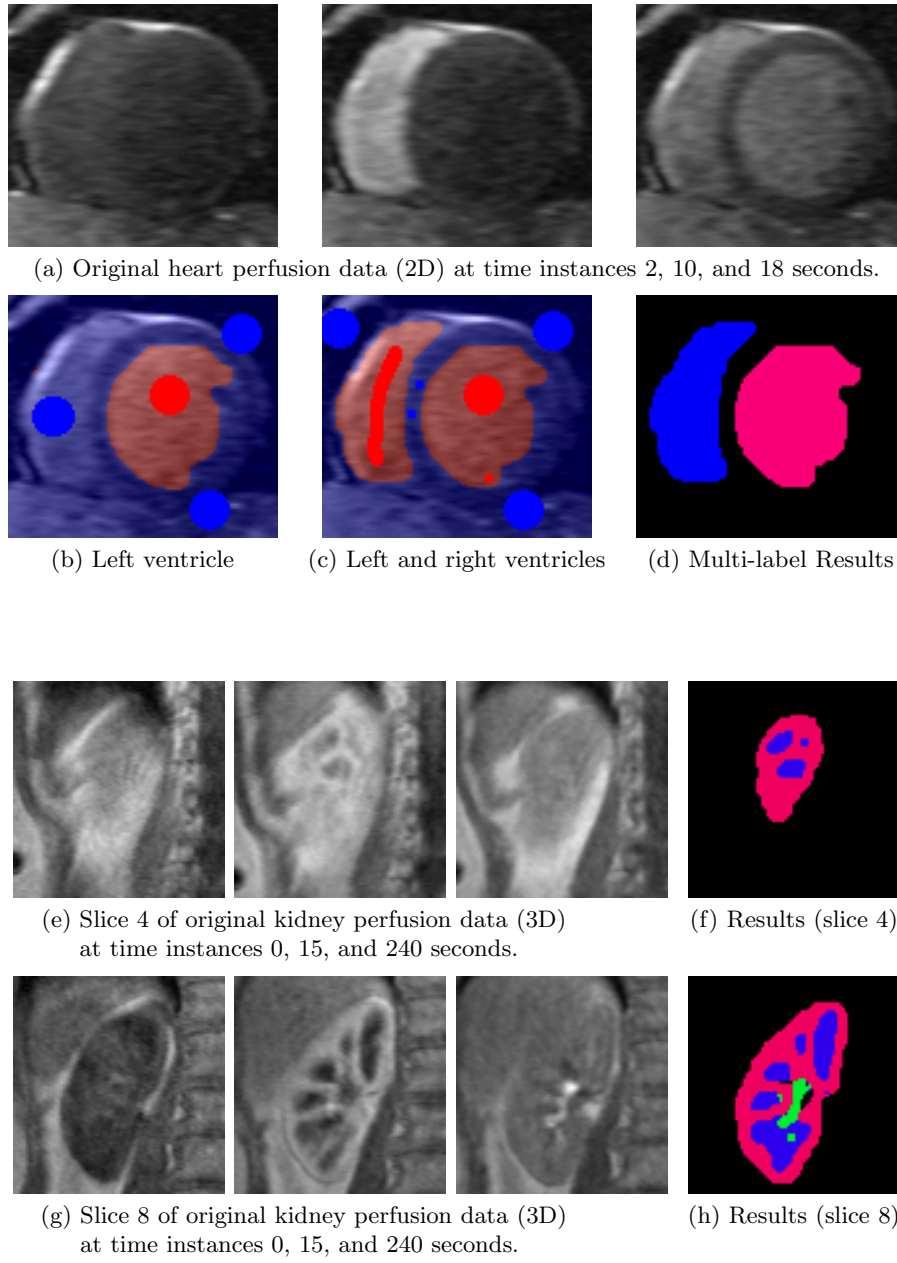 (a) Original heart perfusion data (2D) at time instances 2, 10, and 18 seconds.
(b) Left ventricle
(c) Left and right ventricles
(d) Multi-label Results
(e) Slice 4 of original kidney perfusion data (3D)
at time instances 0, 15, and 240 seconds.
(f) Results (slice 4)
(g) Slice 8 of original kidney perfusion data (3D)
at time instances 0, 15, and 240 seconds.
(h) Results (slice 8)